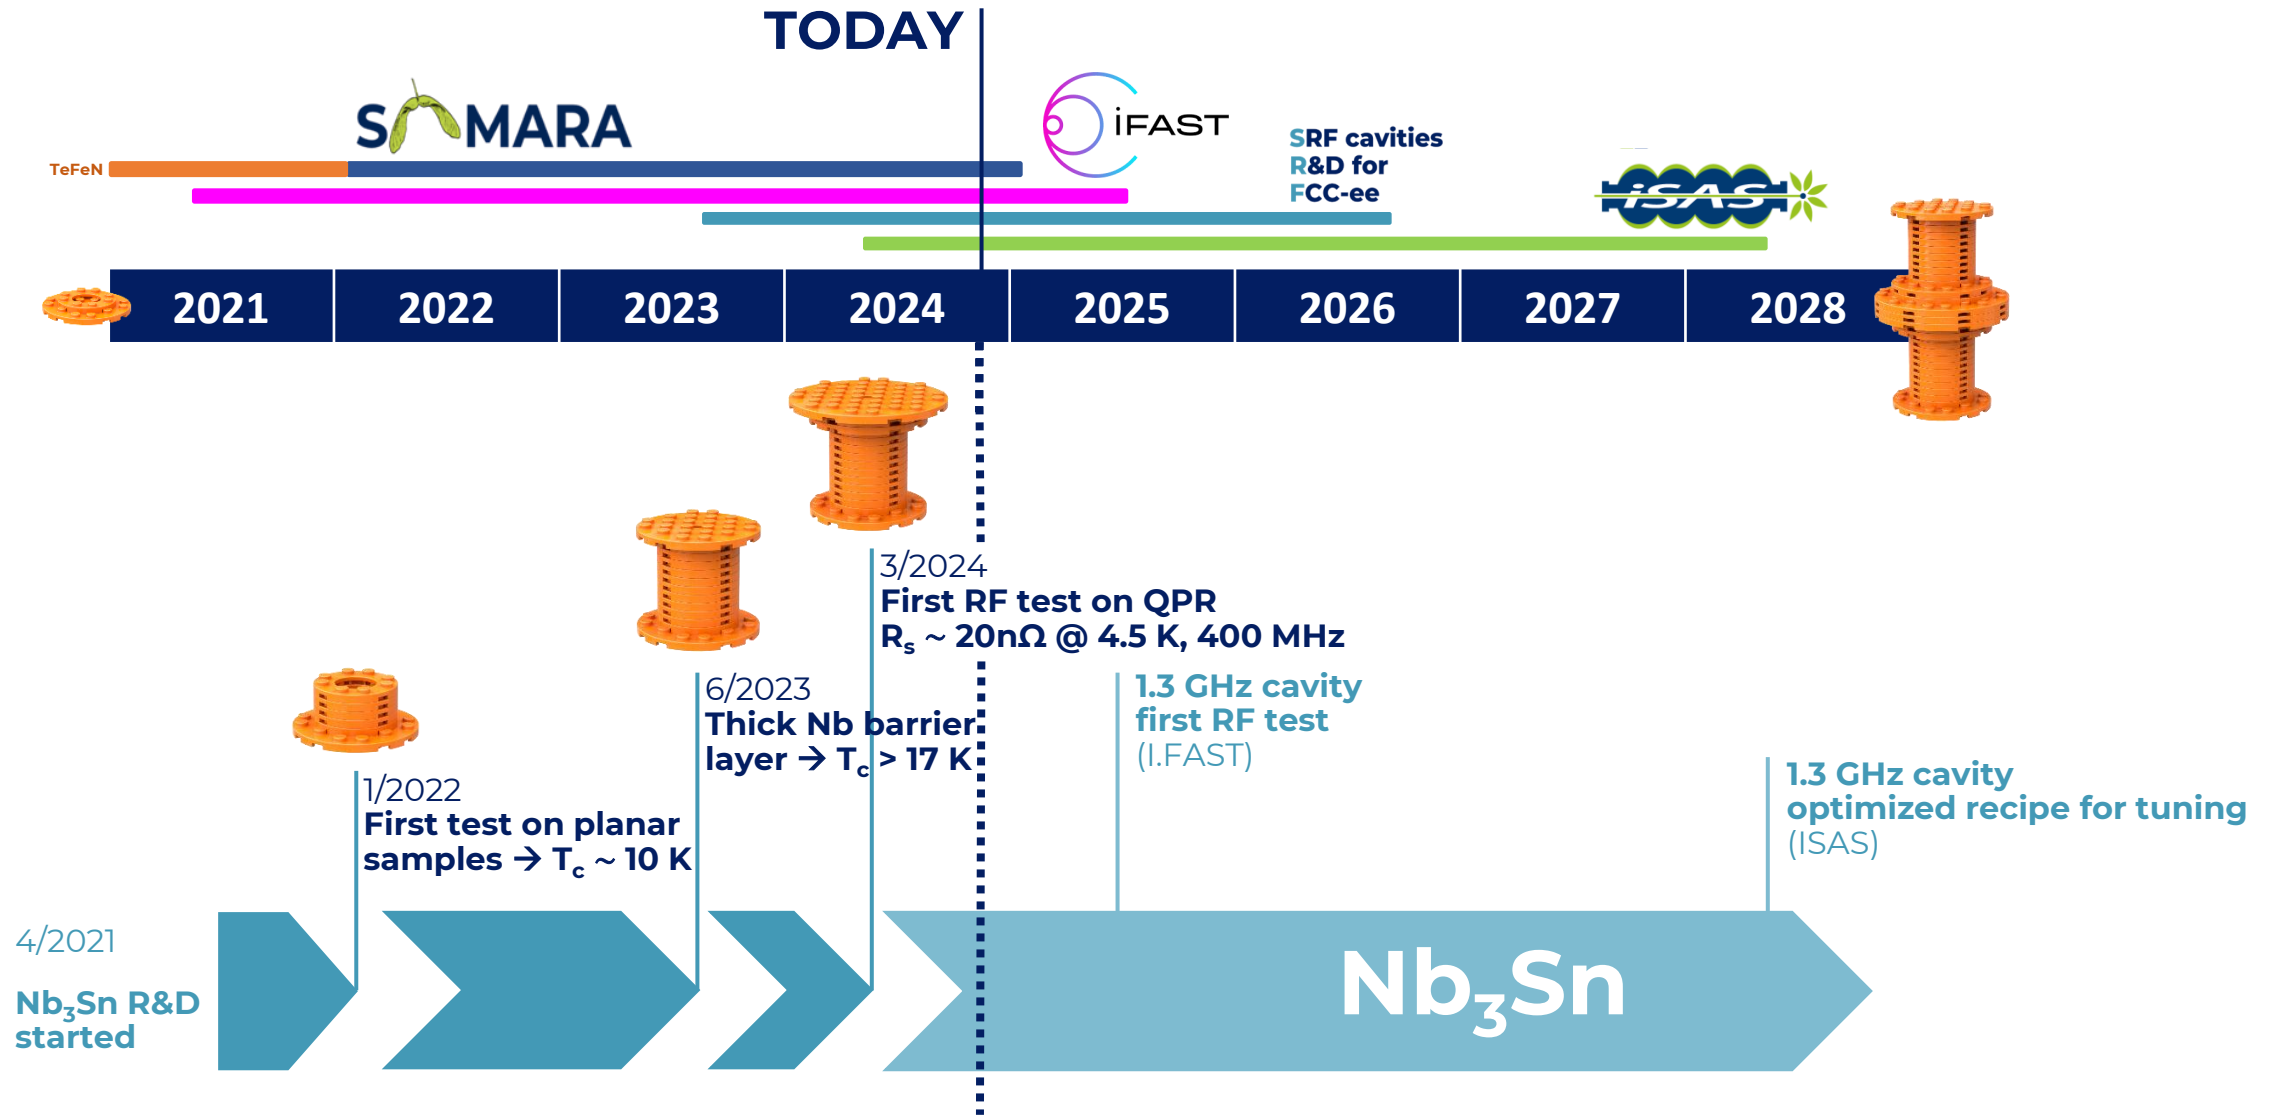 TODAY
SAMARA
iFAST
SRF cavities
R&D for
FCC-ee
TeFeN
iSAS
2021 2022 2023 2024 2025 2026 2027 2028
3/2024
First RF test on QPR
Rₛ ~ 20nΩ @ 4.5 K, 400 MHz
6/2023
Thick Nb barrier
layer → T꜀ > 17 K
1.3 GHz cavity
first RF test
(I.FAST)
1/2022
First test on planar
samples → T꜀ ~ 10 K
1.3 GHz cavity
optimized recipe for tuning
(ISAS)
4/2021
Nb₃Sn R&D
started
Nb₃Sn